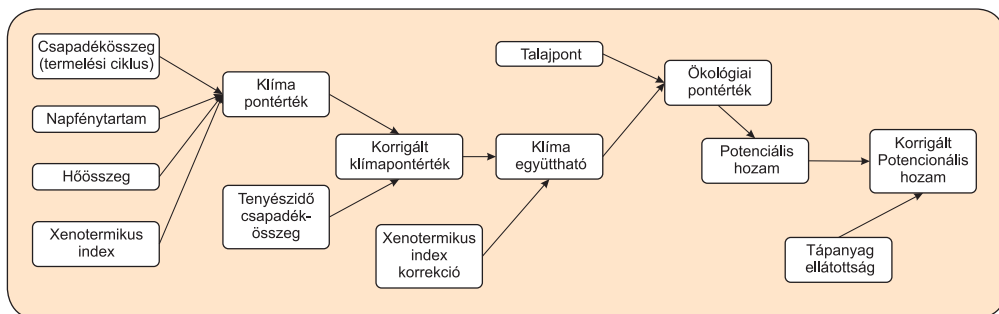 Csapadékösszeg
(termelési ciklus)
Napfénytartam
Hőösszeg
Xenotermikus
index
Klíma
pontérték
Tenyészidő
csapadék-
összeg
Korrigált
klímapontérték
Xenotermikus
index
korrekció
Klíma
együttható
Talajpont
Ökológiai
pontérték
Potenciális
hozam
Korrigált
Potencionális
hozam
Tápanyag
ellátottság